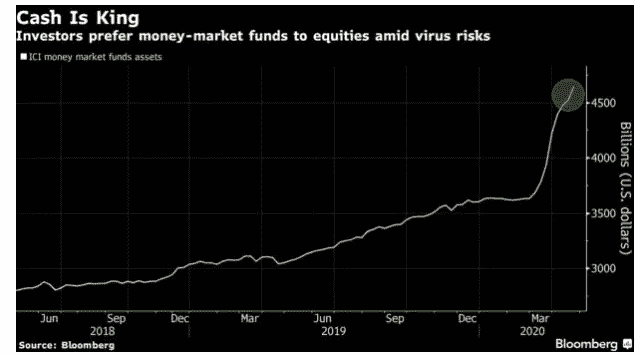 Cash Is King
Investors prefer money-market funds to equities amid virus risks
ICI money market funds assets
4500
4000
3500
3000
Billions (U.S. dollars)
Jun Sep Dec Mar Jun Sep Dec Mar
2018 2019 2020
Source: Bloomberg
Bloomberg